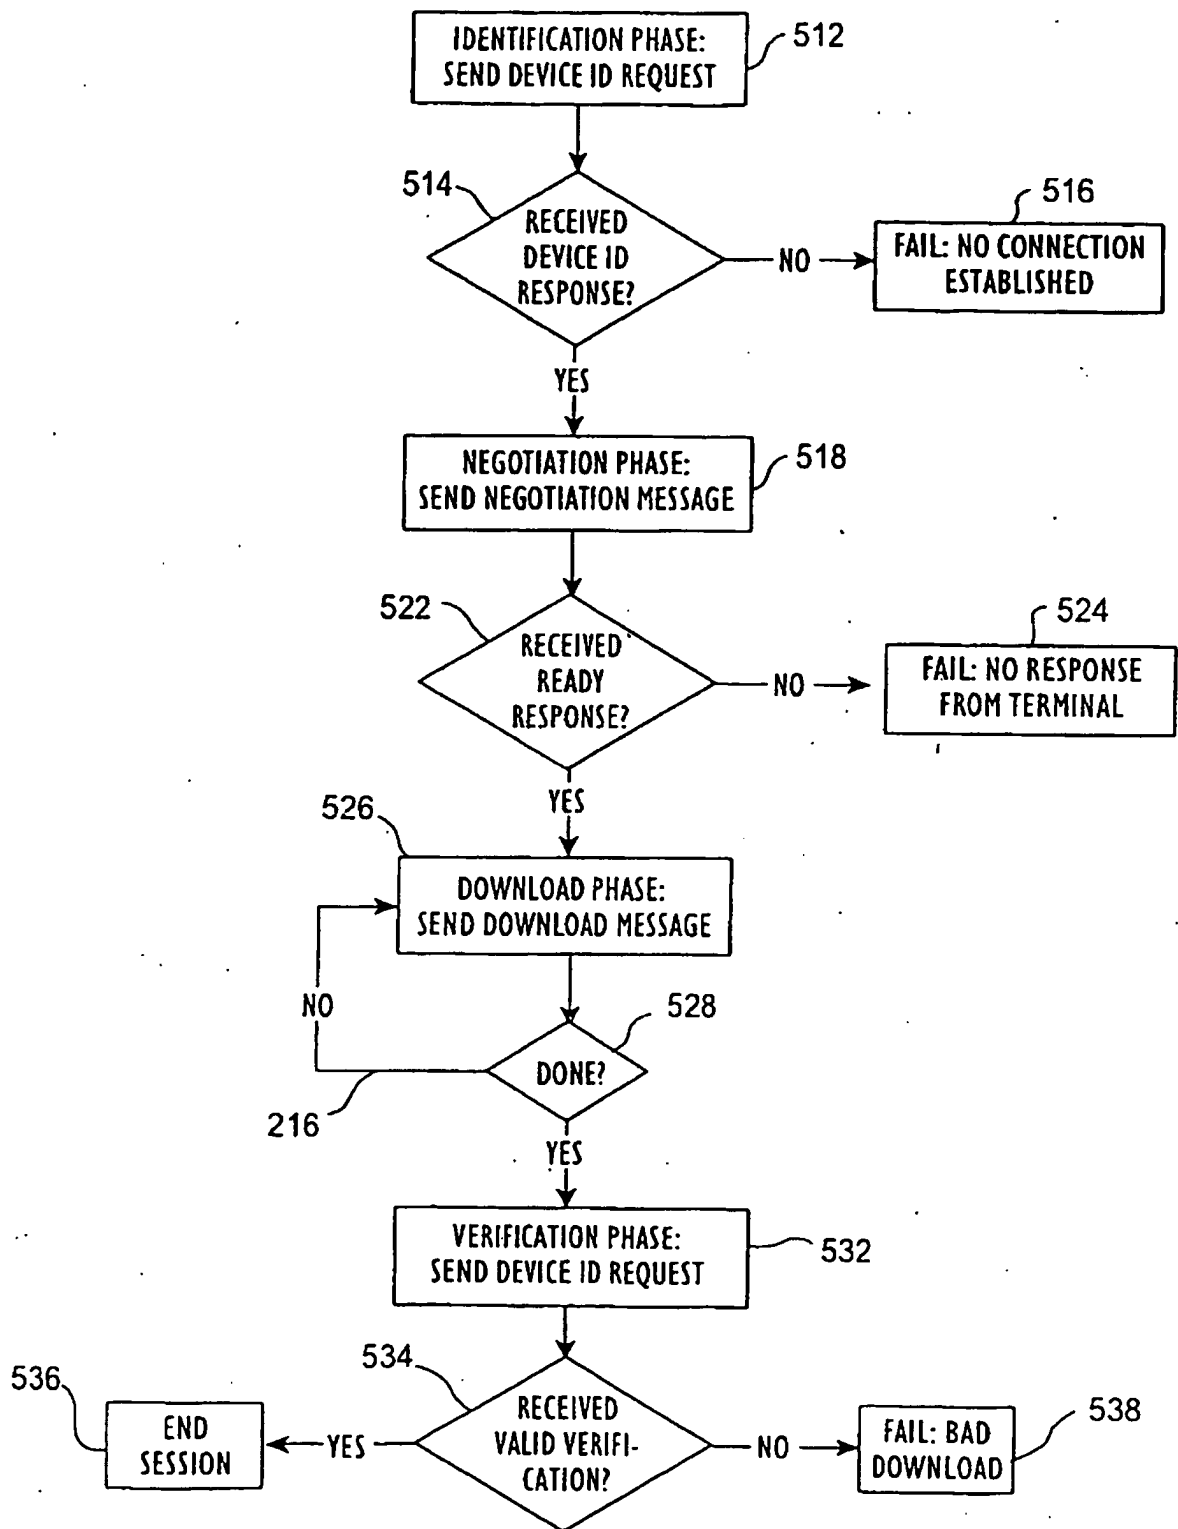 IDENTIFICATION PHASE:
SEND DEVICE ID REQUEST
512
514
RECEIVED
DEVICE ID
RESPONSE?
NO
516
FAIL: NO CONNECTION
ESTABLISHED
YES
NEGOTIATION PHASE:
SEND NEGOTIATION MESSAGE
518
522
RECEIVED
READY
RESPONSE?
NO
524
FAIL: NO RESPONSE
FROM TERMINAL
YES
526
DOWNLOAD PHASE:
SEND DOWNLOAD MESSAGE
NO
528
DONE?
216
YES
VERIFICATION PHASE:
SEND DEVICE ID REQUEST
532
534
RECEIVED
VALID VERIFI-
CATION?
YES
536
END
SESSION
NO
FAIL: BAD
DOWNLOAD
538